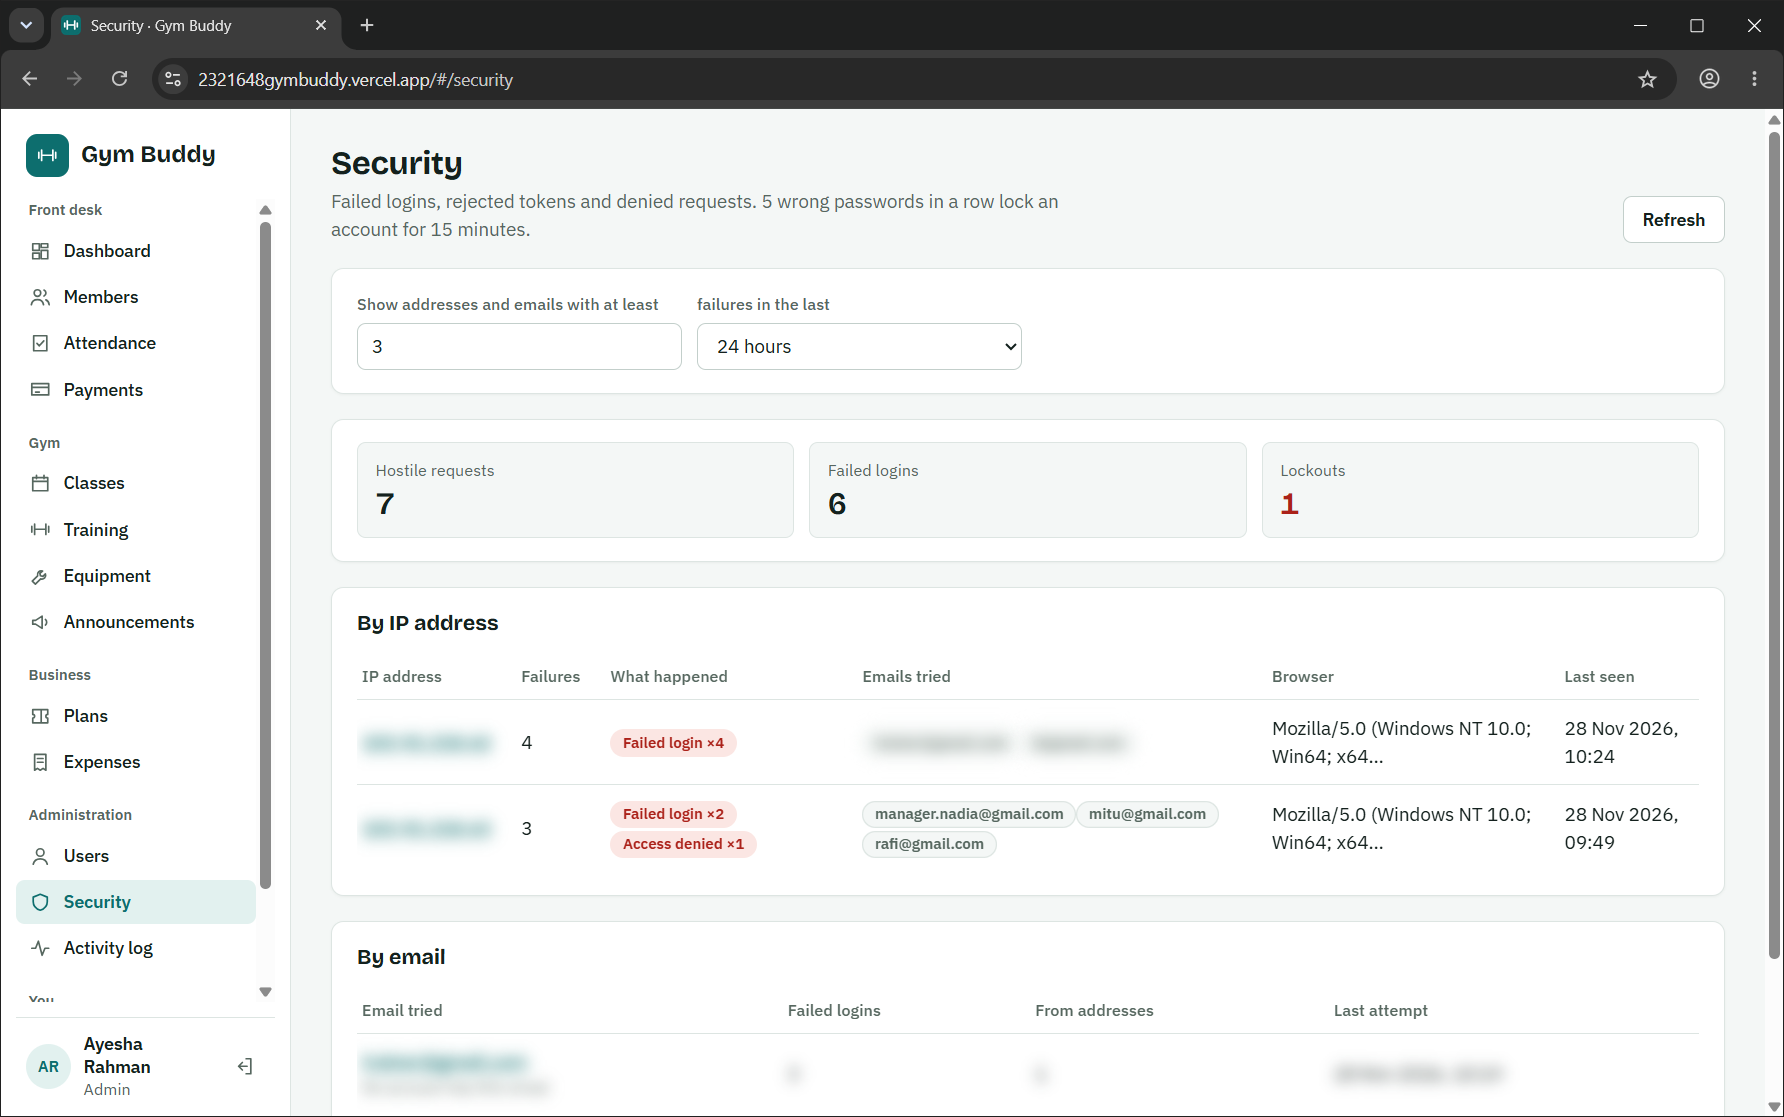 Security · Gym Buddy
2321648gymbuddy.vercel.app/#/security
Gym Buddy
Front desk
Dashboard
Members
Attendance
Payments
Gym
Classes
Training
Equipment
Announcements
Business
Plans
Expenses
Administration
Users
Security
Activity log
You
AR
Ayesha
Rahman
Admin
Security
Failed logins, rejected tokens and denied requests. 5 wrong passwords in a row lock an
account for 15 minutes.
Refresh
Show addresses and emails with at least
failures in the last
3
24 hours
Hostile requests
7
Failed logins
6
Lockouts
1
By IP address
IP address Failures What happened Emails tried Browser Last seen
4 Failed login ×4 Mozilla/5.0 (Windows NT 10.0; 28 Nov 2026,
Win64; x64... 10:24
Failed login ×2 manager.nadia@gmail.com mitu@gmail.com Mozilla/5.0 (Windows NT 10.0; 28 Nov 2026,
3 Access denied ×1 rafi@gmail.com Win64; x64... 09:49
By email
Email tried Failed logins From addresses Last attempt